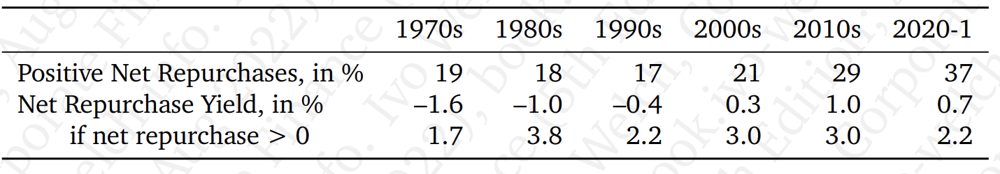 1970s 1980s 1990s 2000s 2010s 2020-1
Positive Net Repurchases, in % 19 18 17 21 29 37
Net Repurchase Yield, in % –1.6 –1.0 –0.4 0.3 1.0 0.7
if net repurchase > 0 1.7 3.8 2.2 3.0 3.0 2.2